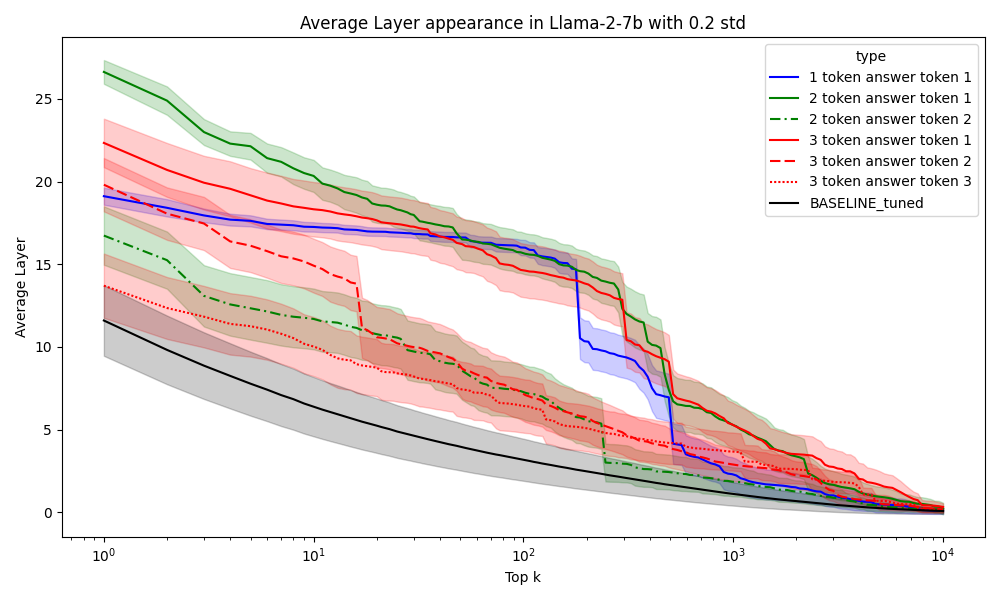 Average Layer appearance in Llama-2-7b with 0.2 std
type
1 token answer token 1
2 token answer token 1
2 token answer token 2
3 token answer token 1
3 token answer token 2
3 token answer token 3
BASELINE_tuned
Average Layer
25
20
15
10
5
0
10⁰
10¹
10²
10³
10⁴
Top k